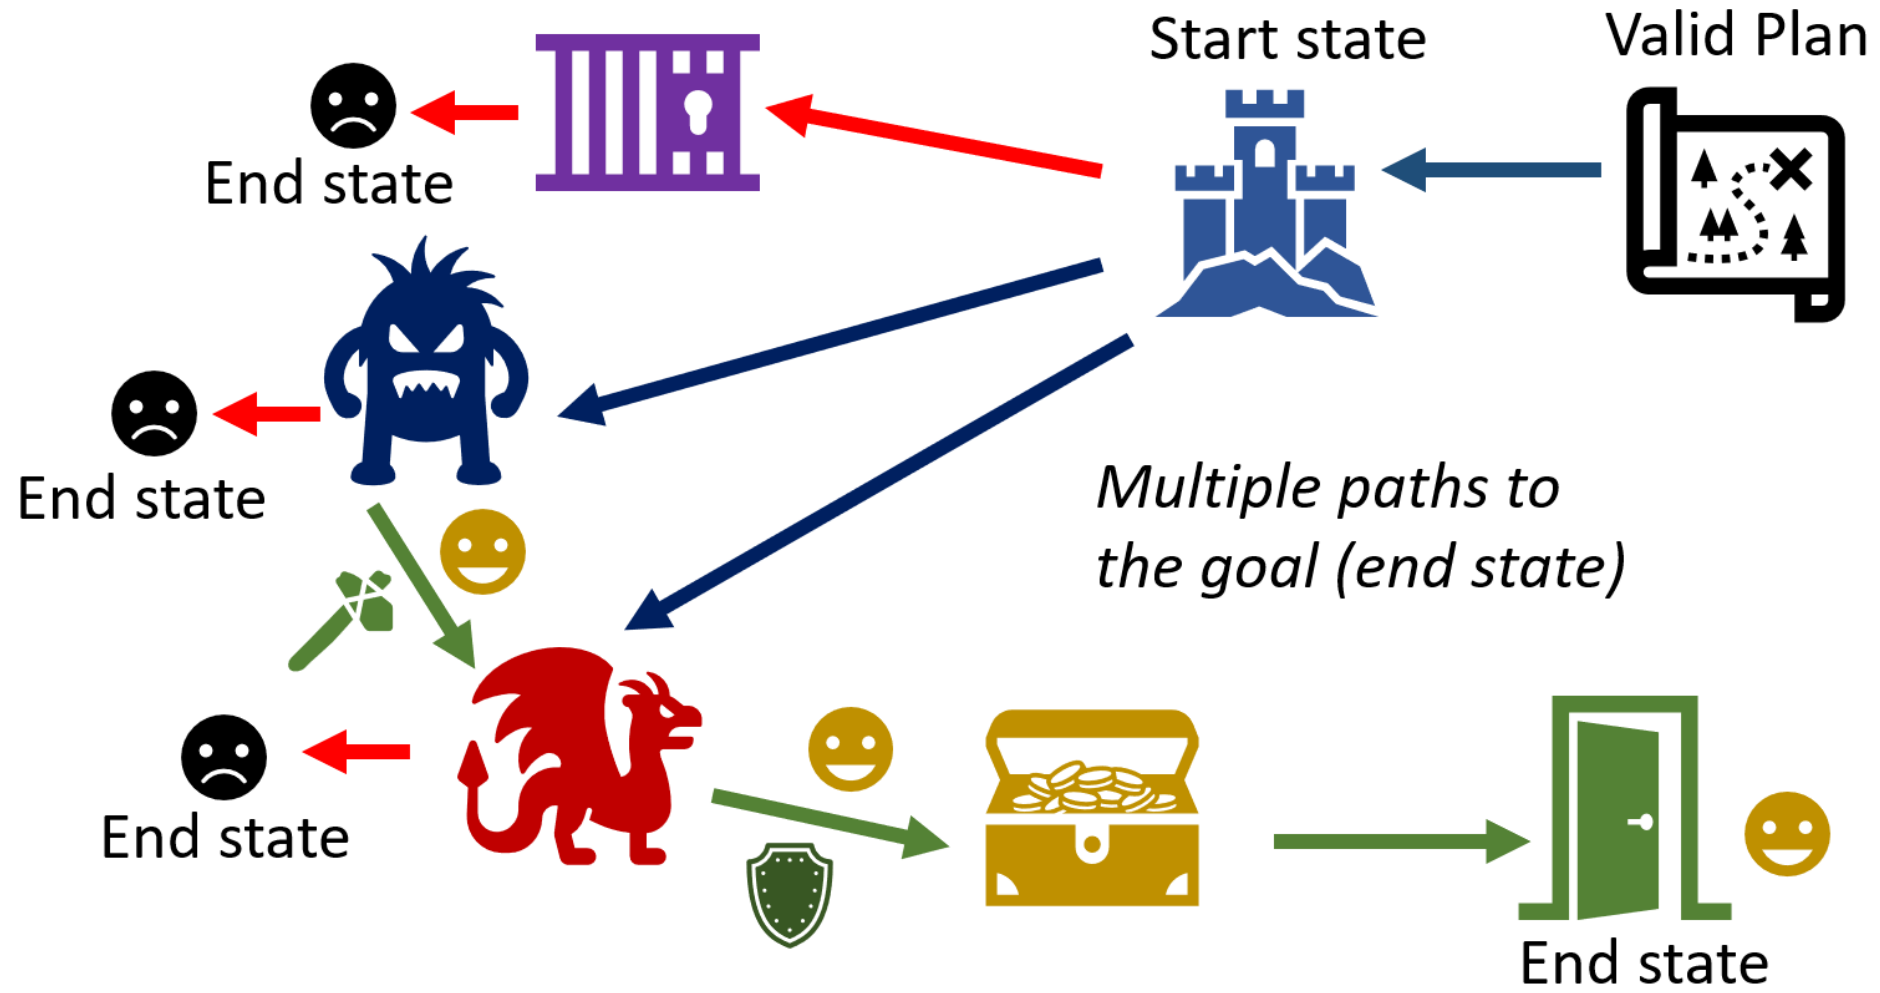 Start state
Valid Plan
End state
End state
Multiple paths to
the goal (end state)
End state
End state